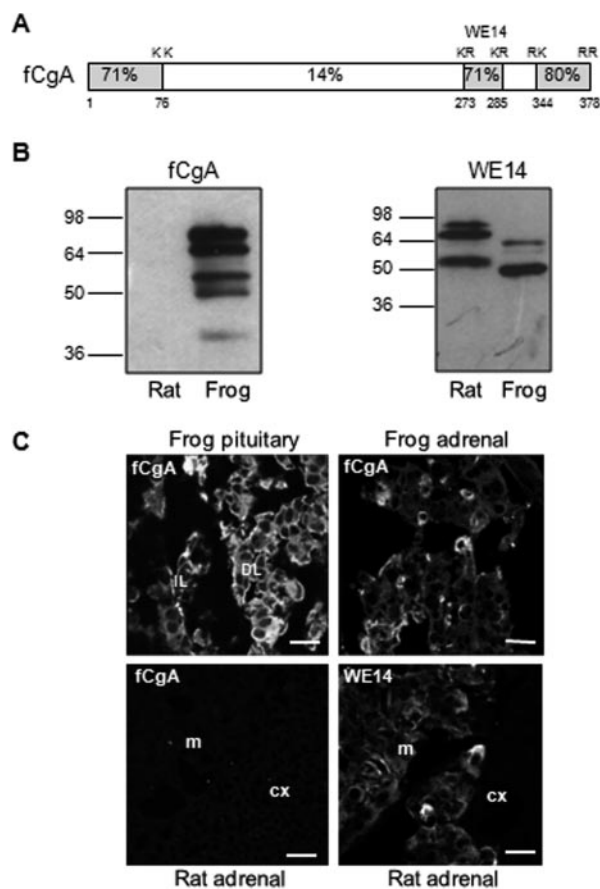 A
WE14
K K KR KR RK RR
fCgA 71% 14% 71% 80%
1 76 273 285 344 378
B
fCgA WE14
98 98
64 64
50 50
36 36
Rat Frog Rat Frog
C
Frog pituitary Frog adrenal
fCgA fCgA
IL DL
fCgA WE14
m cx m cx
Rat adrenal Rat adrenal